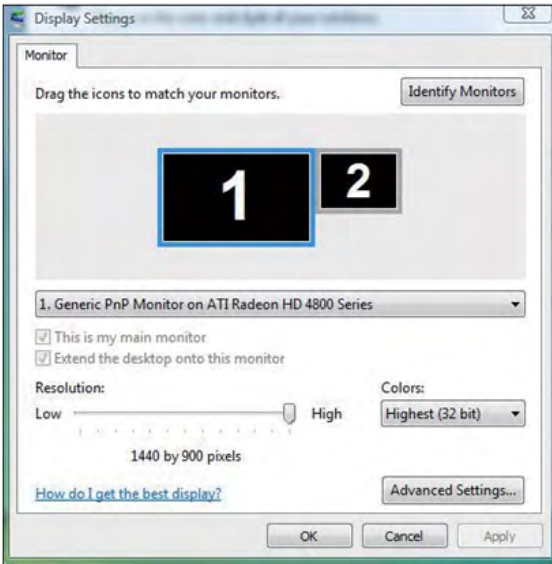 Display Settings
Monitor
Drag the icons to match your monitors.
Identify Monitors
1
2
1. Generic PnP Monitor on ATI Radeon HD 4800 Series
This is my main monitor
Extend the desktop onto this monitor
Resolution:
Colors:
Low
High
Highest (32 bit)
1440 by 900 pixels
How do I get the best display?
Advanced Settings...
OK
Cancel
Apply